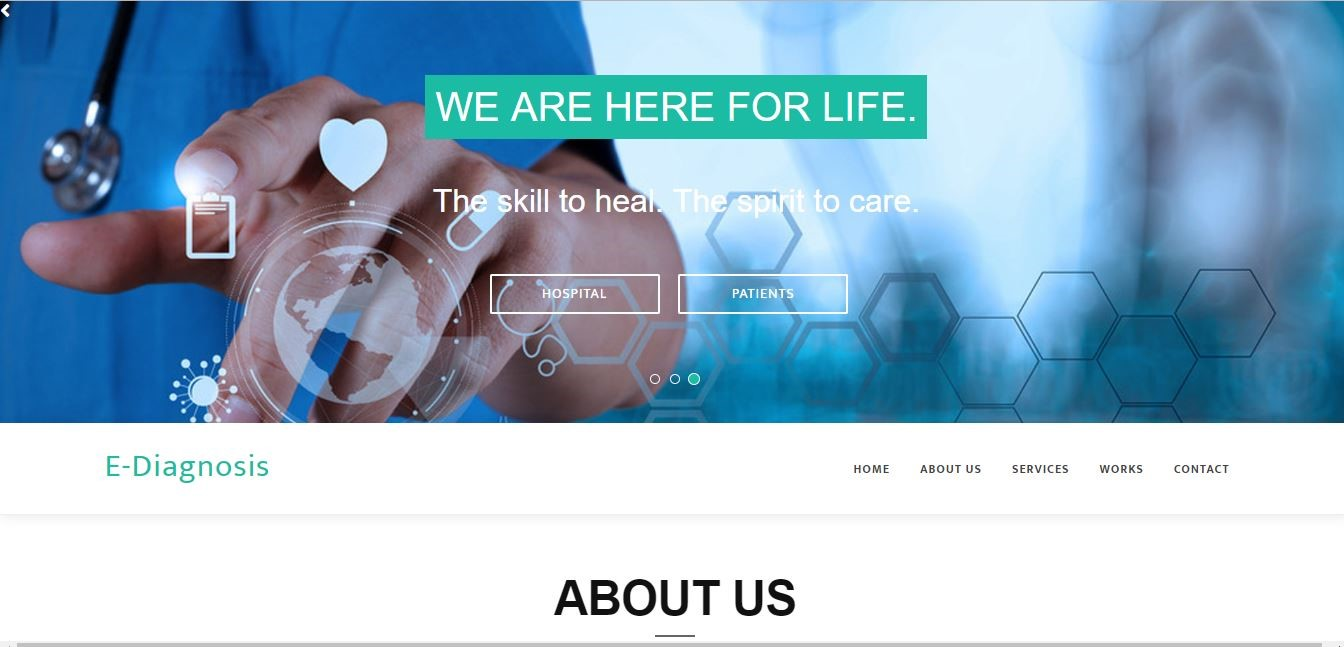 WE ARE HERE FOR LIFE.
The skill to heal. The spirit to care.
HOSPITAL PATIENTS
E-Diagnosis
HOME ABOUT US SERVICES WORKS CONTACT
ABOUT US